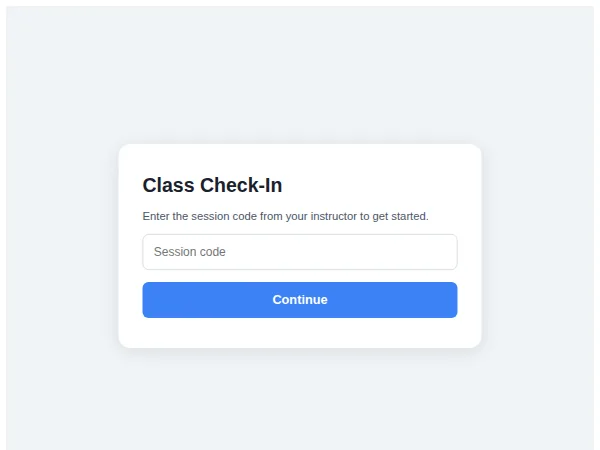 Class Check-In
Enter the session code from your instructor to get started.
Session code
Continue